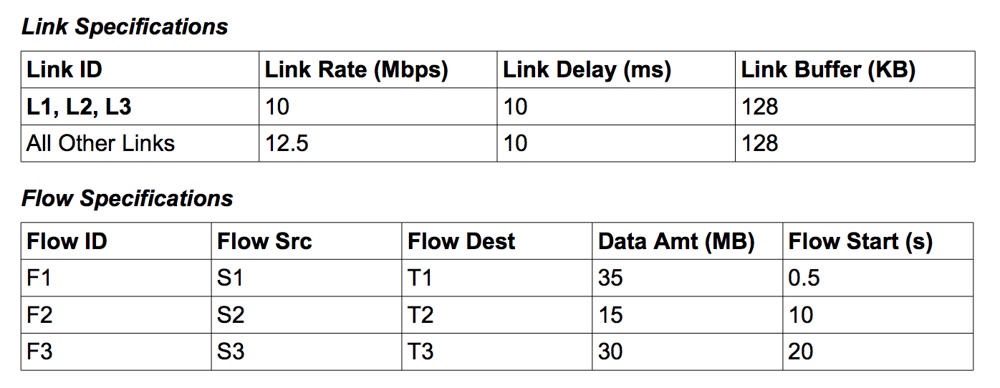 Link Specifications
Link ID Link Rate (Mbps) Link Delay (ms) Link Buffer (KB)
L1, L2, L3 10 10 128
All Other Links 12.5 10 128
Flow Specifications
Flow ID Flow Src Flow Dest Data Amt (MB) Flow Start (s)
F1 S1 T1 35 0.5
F2 S2 T2 15 10
F3 S3 T3 30 20